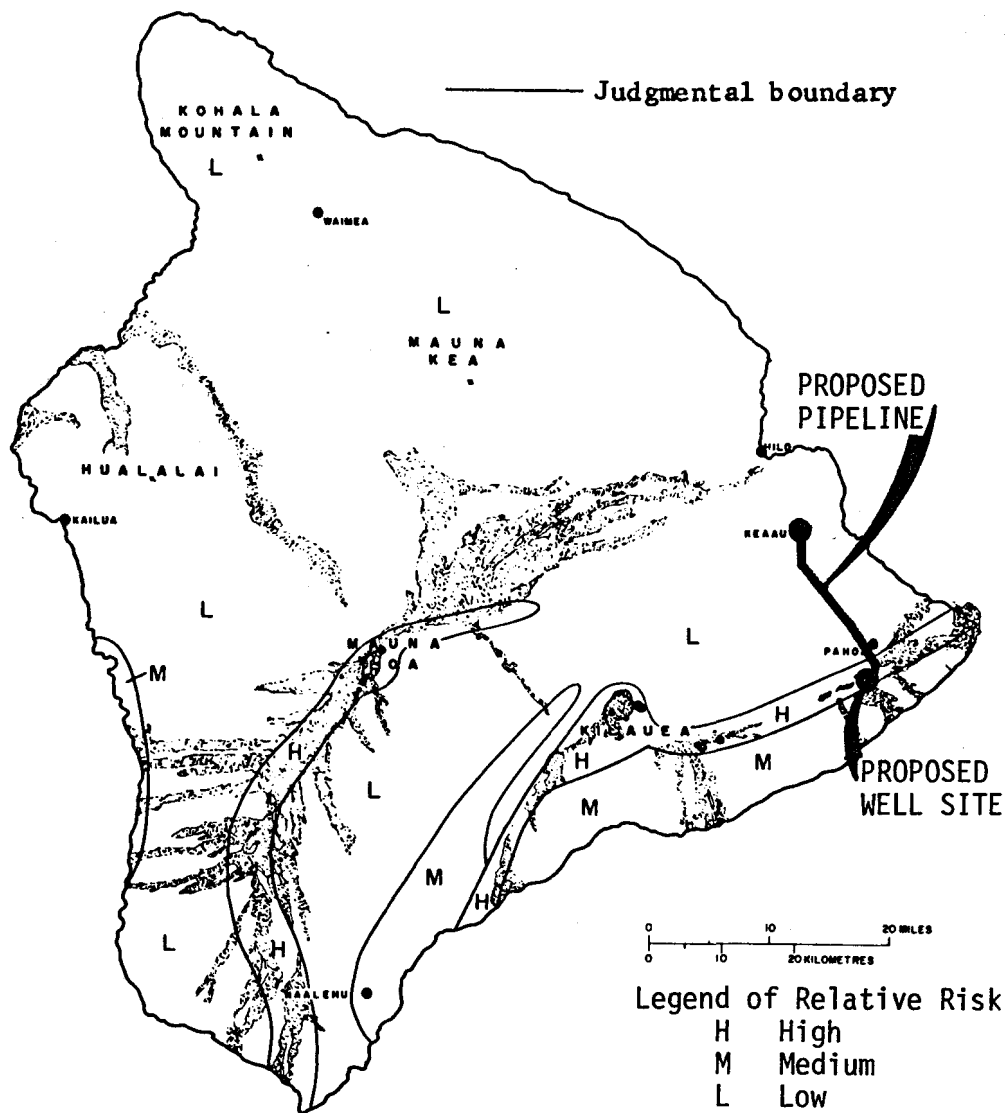 Judgmental boundary
KOHALA
MOUNTAIN
L
WAIMEA
L
MAUNA
KEA
PROPOSED
PIPELINE
HILO
HUALALAI
KAILUA
KEAAU
L
MAUNA
LOA
L
PAHOA
M
H
KILAUEA
H
H
M
L
M
PROPOSED
WELL SITE
M
H
L
H
NAALEHU
0 10 20 MILES
0 10 20 KILOMETRES
Legend of Relative Risk
H High
M Medium
L Low